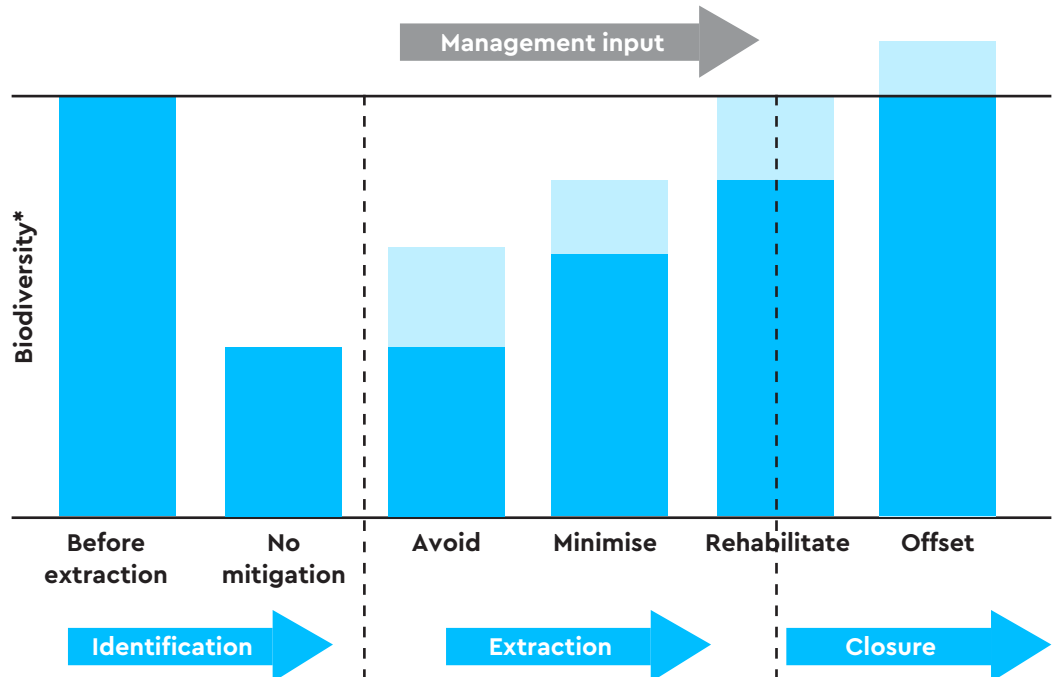 Management input
Biodiversity*
Before
extraction
No
mitigation
Avoid
Minimise
Rehabilitate
Offset
Identification
Extraction
Closure